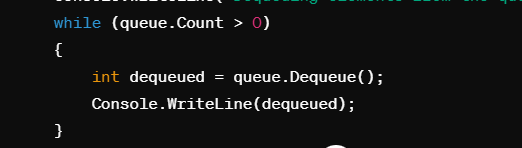 while (queue.Count > 0)
{
    int dequeued = queue.Dequeue();
    Console.WriteLine(dequeued);
}